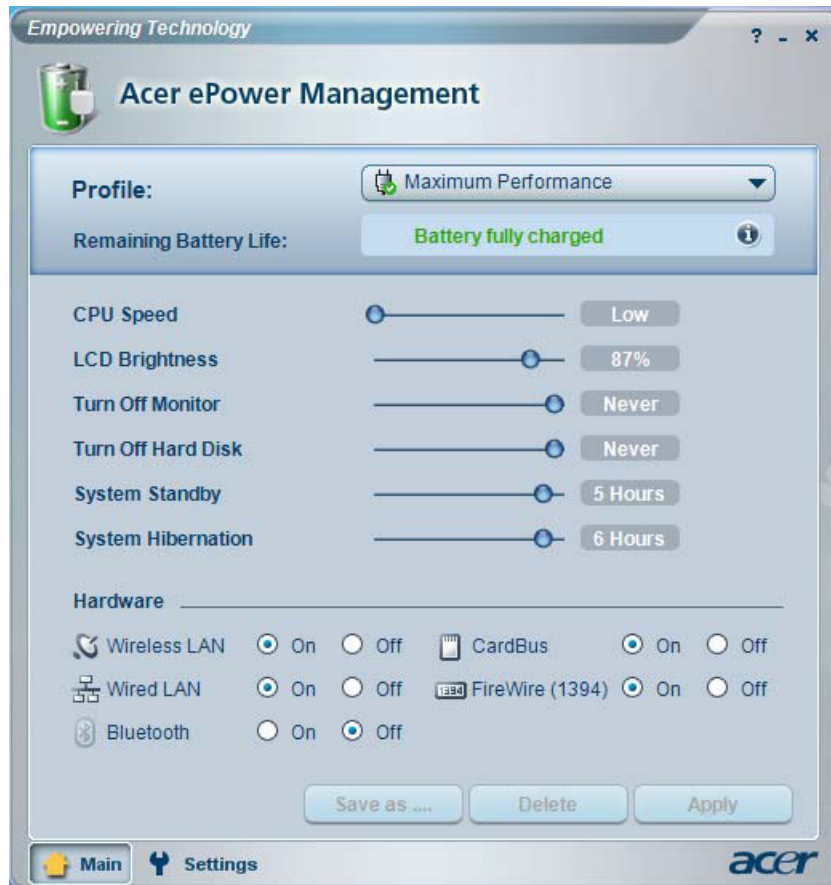 Empowering Technology
? - ×
Acer ePower Management
Profile: Maximum Performance
Remaining Battery Life: Battery fully charged
CPU Speed Low
LCD Brightness 87%
Turn Off Monitor Never
Turn Off Hard Disk Never
System Standby 5 Hours
System Hibernation 6 Hours
Hardware
Wireless LAN On Off CardBus On Off
Wired LAN On Off 1394 FireWire (1394) On Off
Bluetooth On Off
Save as .... Delete Apply
Main Settings acer